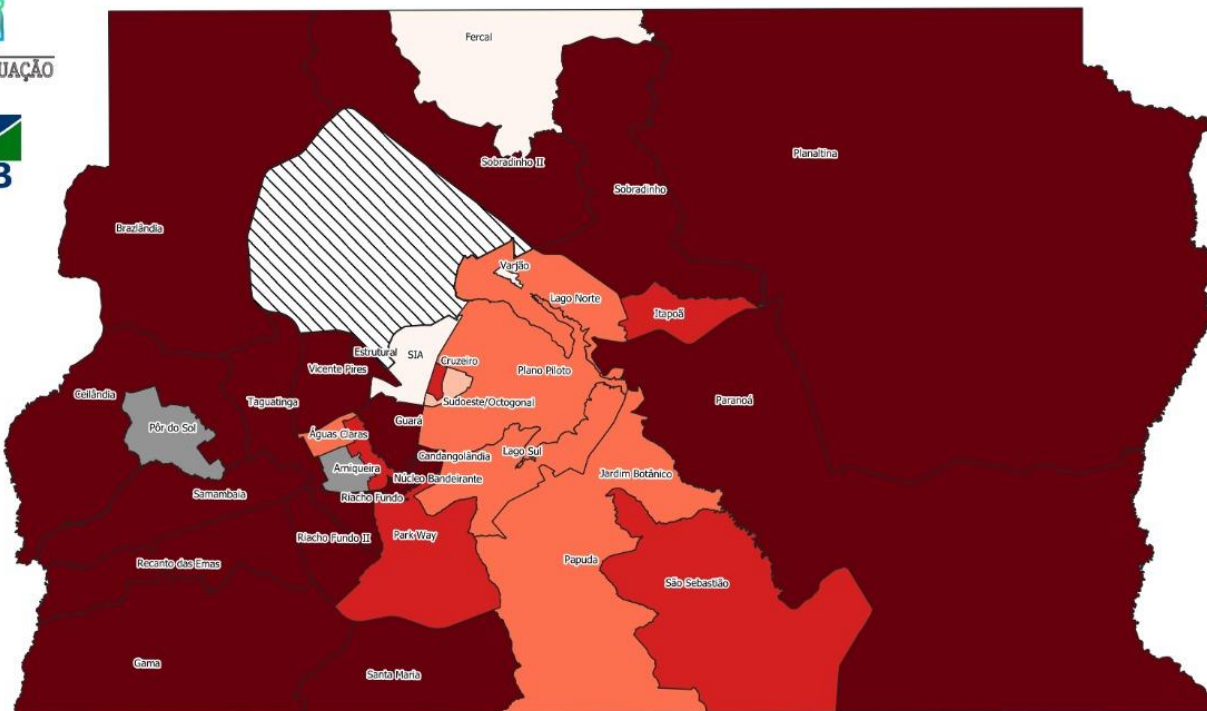 UAÇÃO
B
Fercal
Sobradinho II
Planaltina
Sobradinho
Brazlândia
Varjão
Lago Norte
Itapoã
Estrutural
SIA
Cruzeiro
Vicente Pires
Plano Piloto
Ceilândia
Taguatinga
Sudoeste/Octogonal
Paranoá
Pôr do Sol
Guará
Águas Claras
Lago Sul
Candangolândia
Arniqueira
Jardim Botânico
Núcleo Bandeirante
Samambaia
Riacho Fundo
Riacho Fundo II
Park Way
Papuda
Recanto das Emas
São Sebastião
Gama
Santa Maria